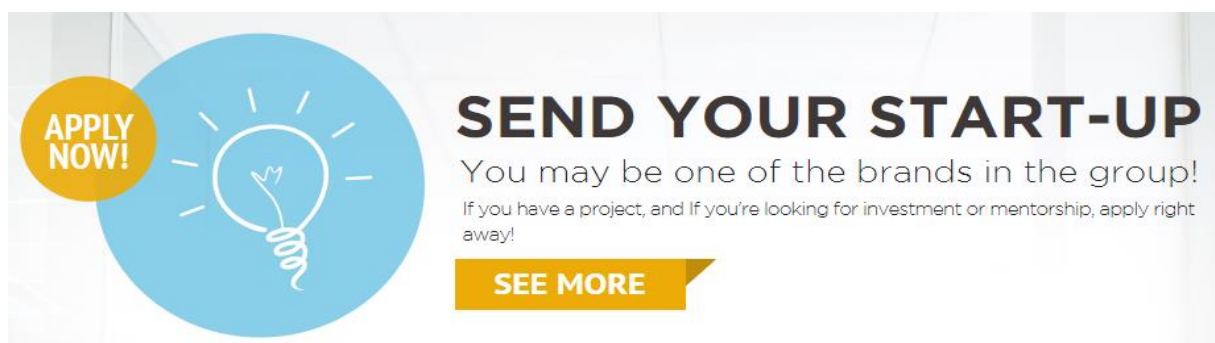 APPLY
NOW!
SEND YOUR START-UP
You may be one of the brands in the group!
If you have a project, and If you're looking for investment or mentorship, apply right
away!
SEE MORE